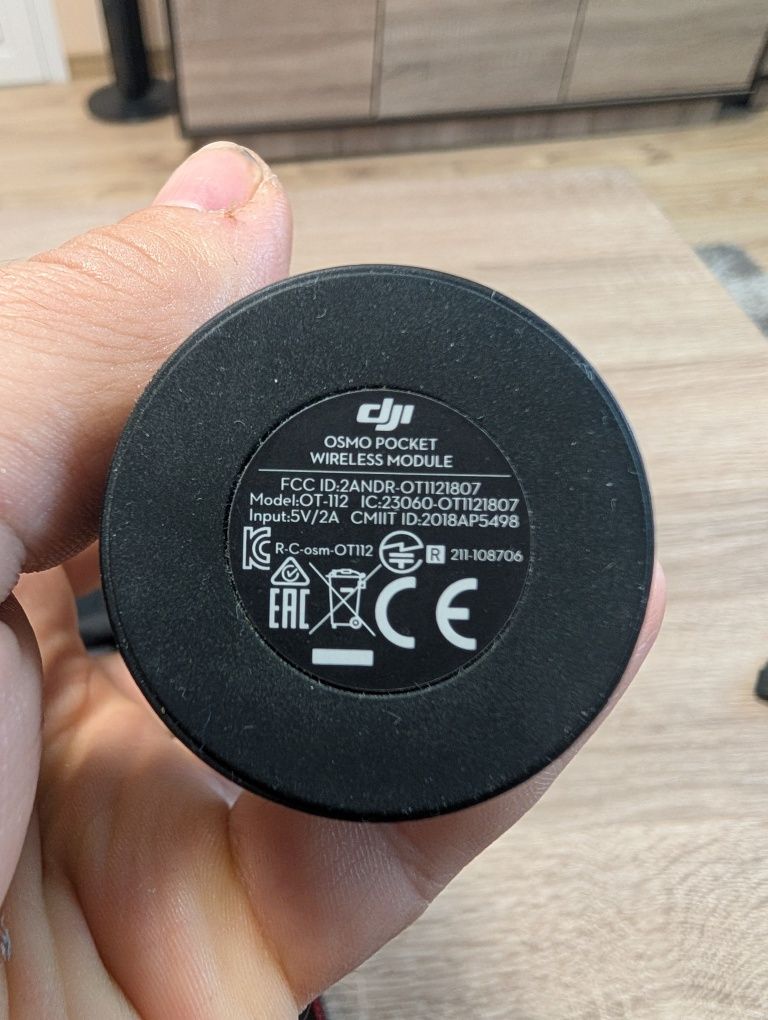 dji
OSMO POCKET
WIRELESS MODULE
FCC ID:2ANDR-OT1121807
Model:OT-112 IC:23060-OT1121807
Input:5V/2A CMIIT ID:2018AP5498
R-C-osm-OT112 R 211-108706
EAC CE